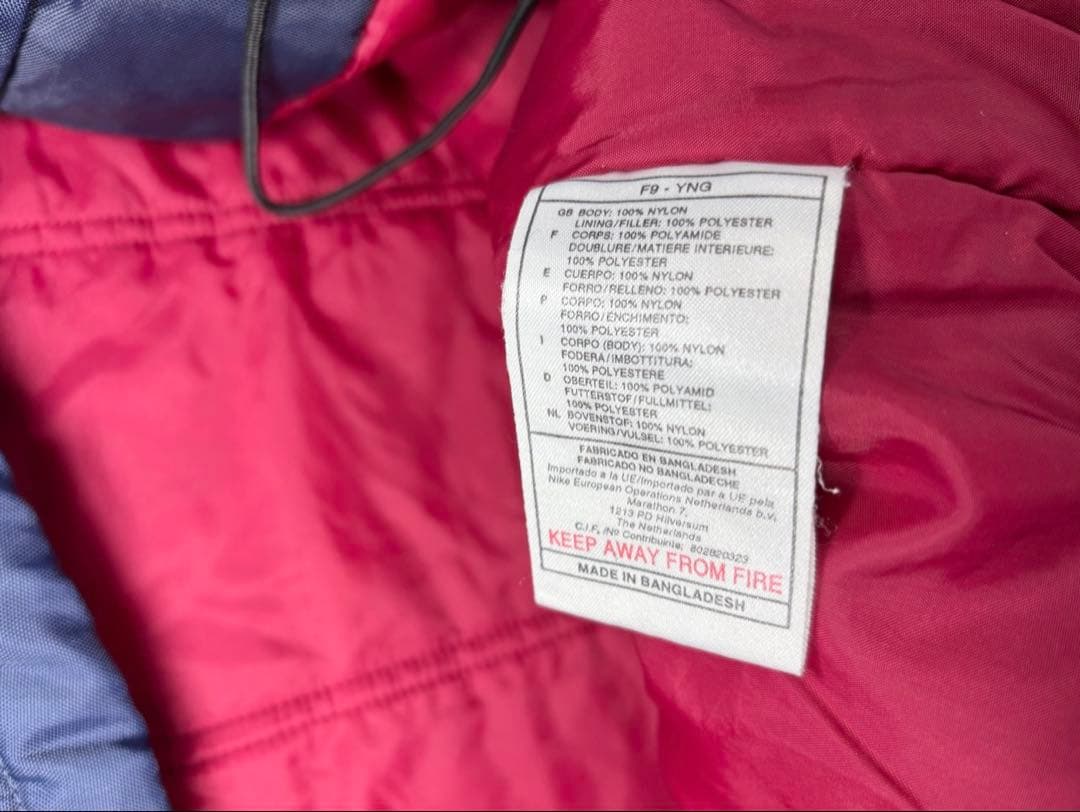 F9 - YNG
GB BODY: 100% NYLON
LINING/FILLER: 100% POLYESTER
F CORPS: 100% POLYAMIDE
DOUBLURE/MATIERE INTERIEURE:
100% POLYESTER
E CUERPO: 100% NYLON
FORRO/RELLENO: 100% POLYESTER
P CORPO: 100% NYLON
FORRO/ENCHIMENTO:
100% POLYESTER
I CORPO (BODY): 100% NYLON
FODERA/IMBOTTITURA:
100% POLYESTERE
D OBERTEIL: 100% POLYAMID
FUTTERSTOF/FULLMITTEL:
100% POLYESTER
NL BOVENSTOF: 100% NYLON
VOERING/VULSEL: 100% POLYESTER
FABRICADO EN BANGLADESH
FABRICADO NO BANGLADECHE
Importado a la UE/Importado par a UE pela
Nike European Operations Netherlands b.v.
Marathon 7,
1213 PD Hilversum
The Netherlands
C.I.F. /Nº Contribuinte: 802820323
KEEP AWAY FROM FIRE
MADE IN BANGLADESH